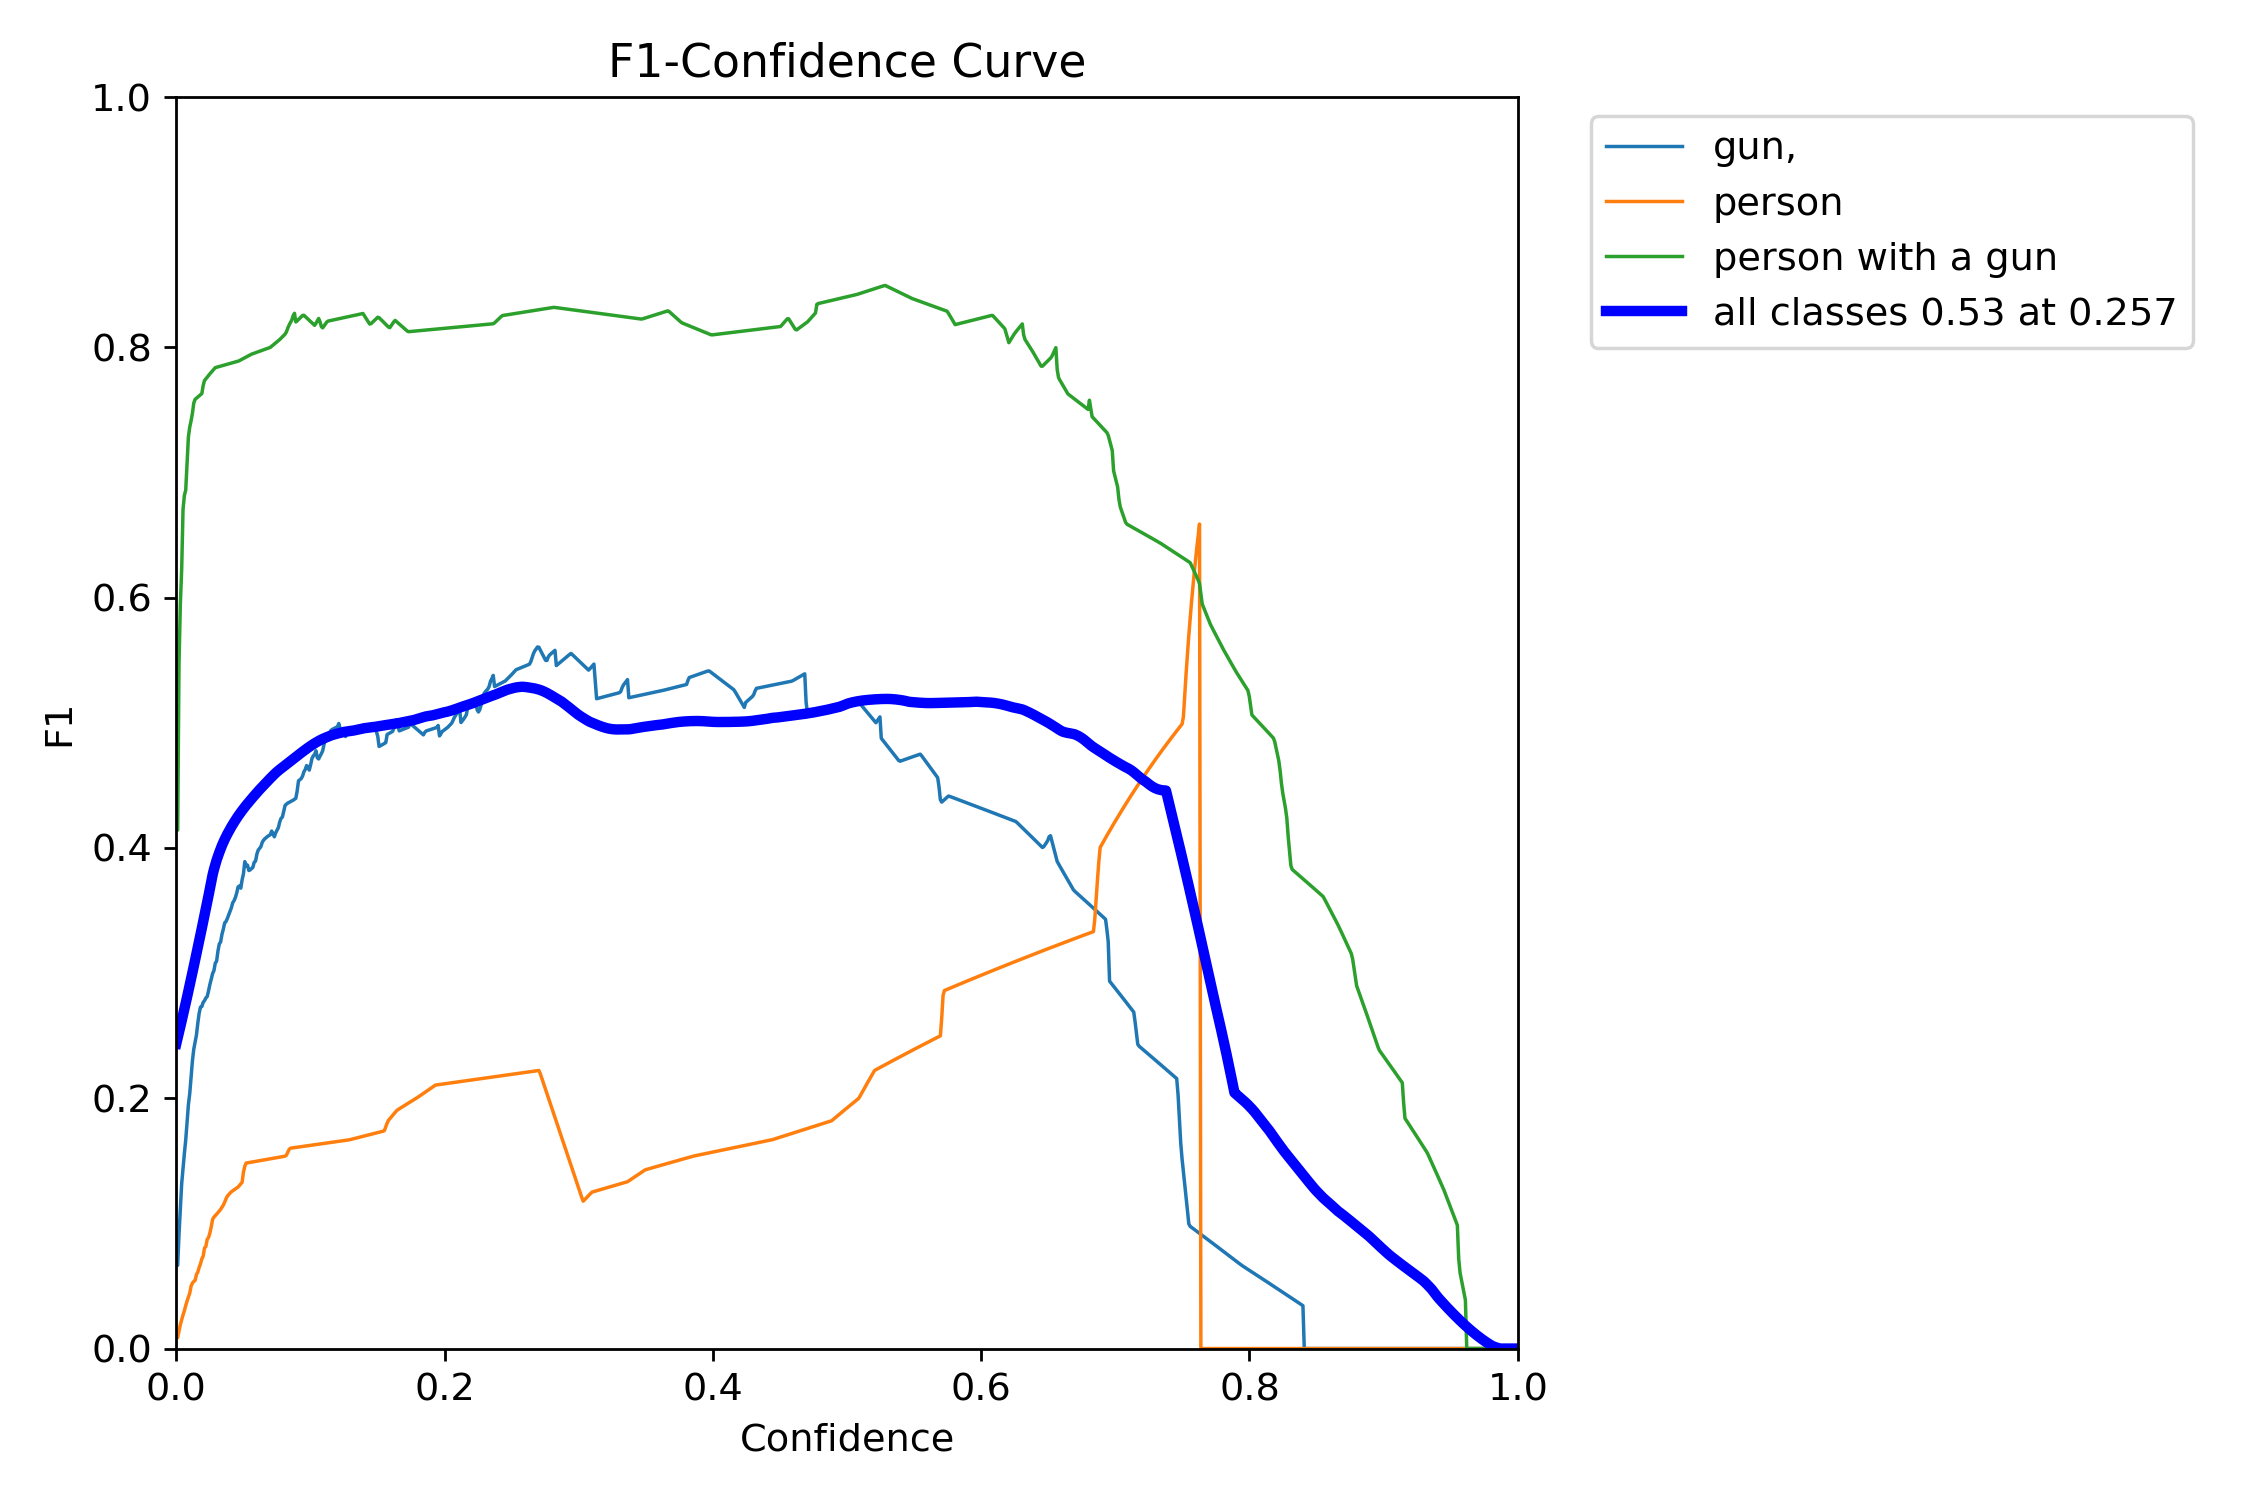 F1-Confidence Curve
1.0
0.8
0.6
0.4
0.2
0.0
F1
0.0 0.2 0.4 0.6 0.8 1.0
Confidence
gun,
person
person with a gun
all classes 0.53 at 0.257